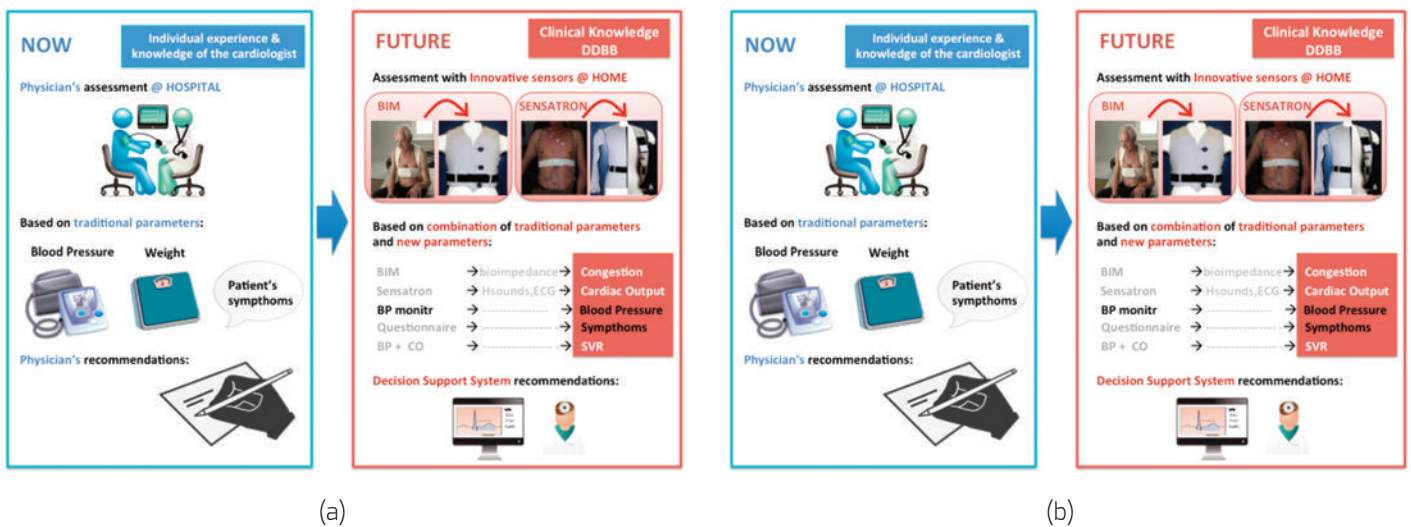 NOW
Individual experience &
knowledge of the cardiologist
Physician's assessment @ HOSPITAL
Based on traditional parameters:
Blood Pressure
Weight
Patient's
sympthoms
Physician's recommendations:
FUTURE
Clinical Knowledge
DDBB
Assessment with Innovative sensors @ HOME
BIM
SENSATRON
Based on combination of traditional parameters
and new parameters:
BIM → bioimpedance → Congestion
Sensatron → Hsounds,ECG → Cardiac Output
BP monitr → ---------------- → Blood Pressure
Questionnaire → ---------------- → Sympthoms
BP + CO → ---------------- → SVR
Decision Support System recommendations:
(a)
NOW
Individual experience &
knowledge of the cardiologist
Physician's assessment @ HOSPITAL
Based on traditional parameters:
Blood Pressure
Weight
Patient's
sympthoms
Physician's recommendations:
FUTURE
Clinical Knowledge
DDBB
Assessment with Innovative sensors @ HOME
BIM
SENSATRON
Based on combination of traditional parameters
and new parameters:
BIM → bioimpedance → Congestion
Sensatron → Hsounds,ECG → Cardiac Output
BP monitr → ---------------- → Blood Pressure
Questionnaire → ---------------- → Sympthoms
BP + CO → ---------------- → SVR
Decision Support System recommendations:
(b)